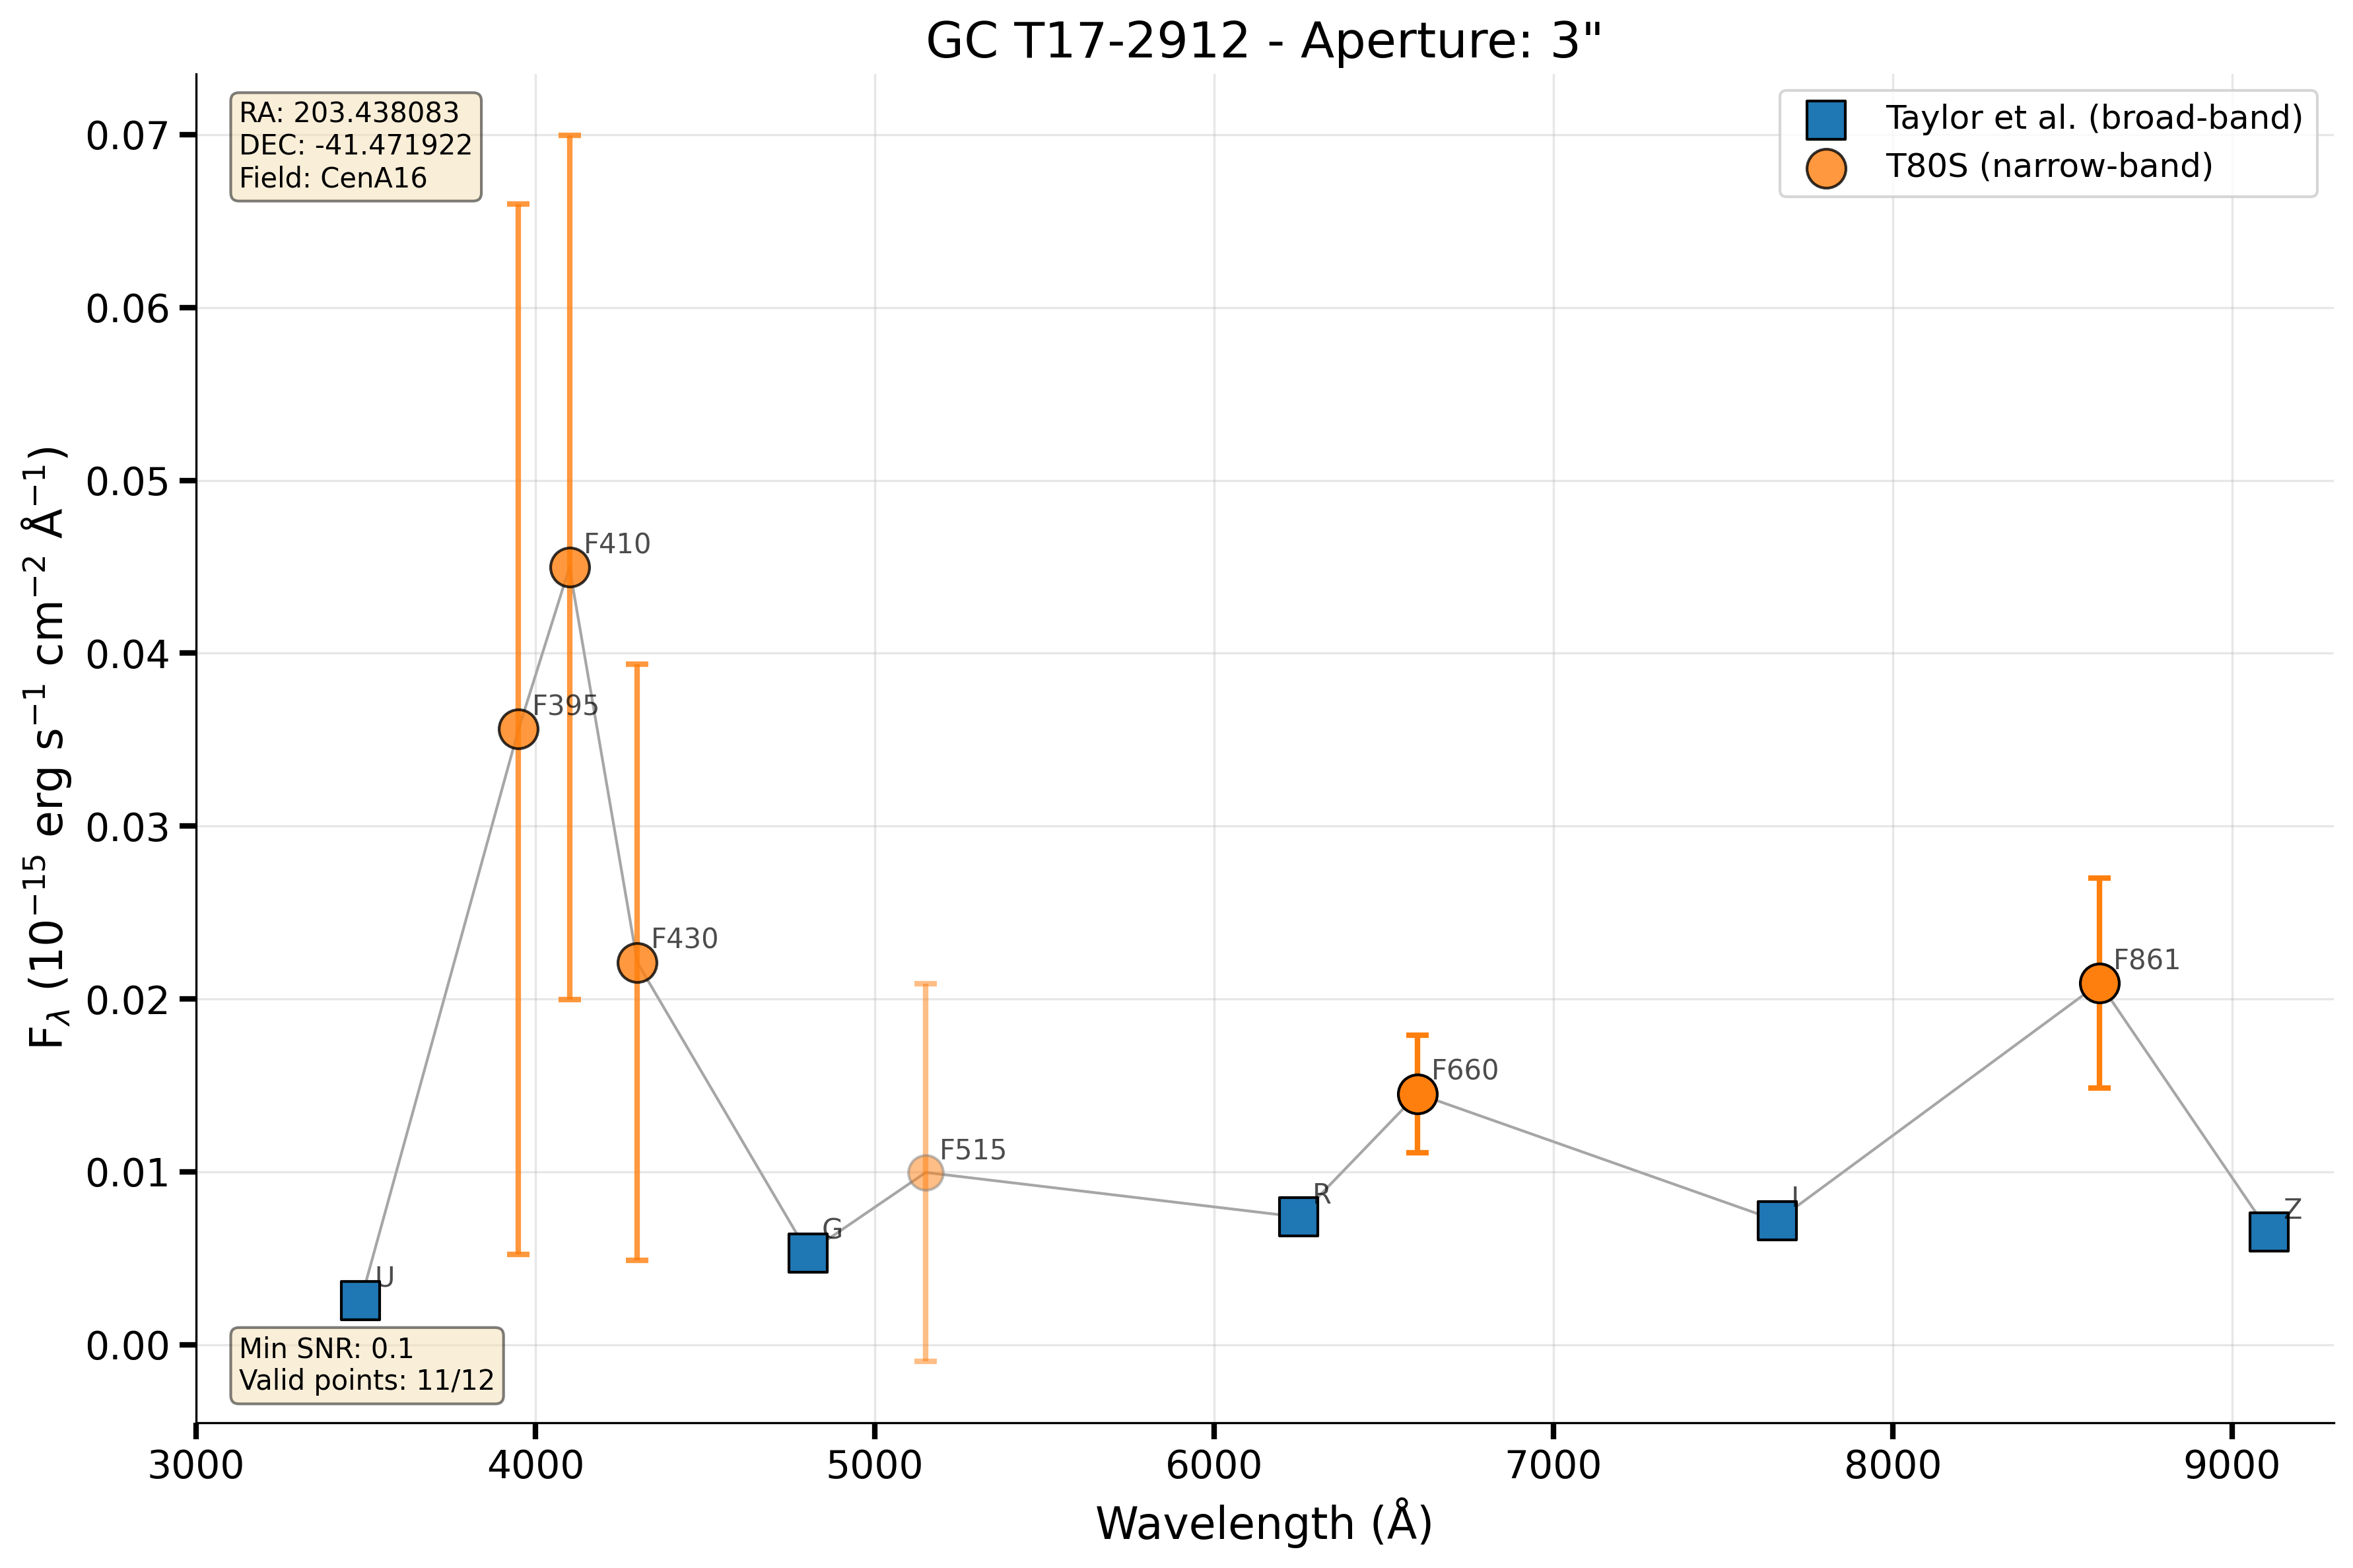 GC T17-2912 - Aperture: 3"
RA: 203.438083
DEC: -41.471922
Field: CenA16
Taylor et al. (broad-band)
T80S (narrow-band)
0.07
0.06
0.05
0.04
0.03
0.02
0.01
0.00
F_λ (10⁻¹⁵ erg s⁻¹ cm⁻² Å⁻¹)
F410
F395
F430
F861
F660
F515
R
I
Z
G
U
Min SNR: 0.1
Valid points: 11/12
3000 4000 5000 6000 7000 8000 9000
Wavelength (Å)